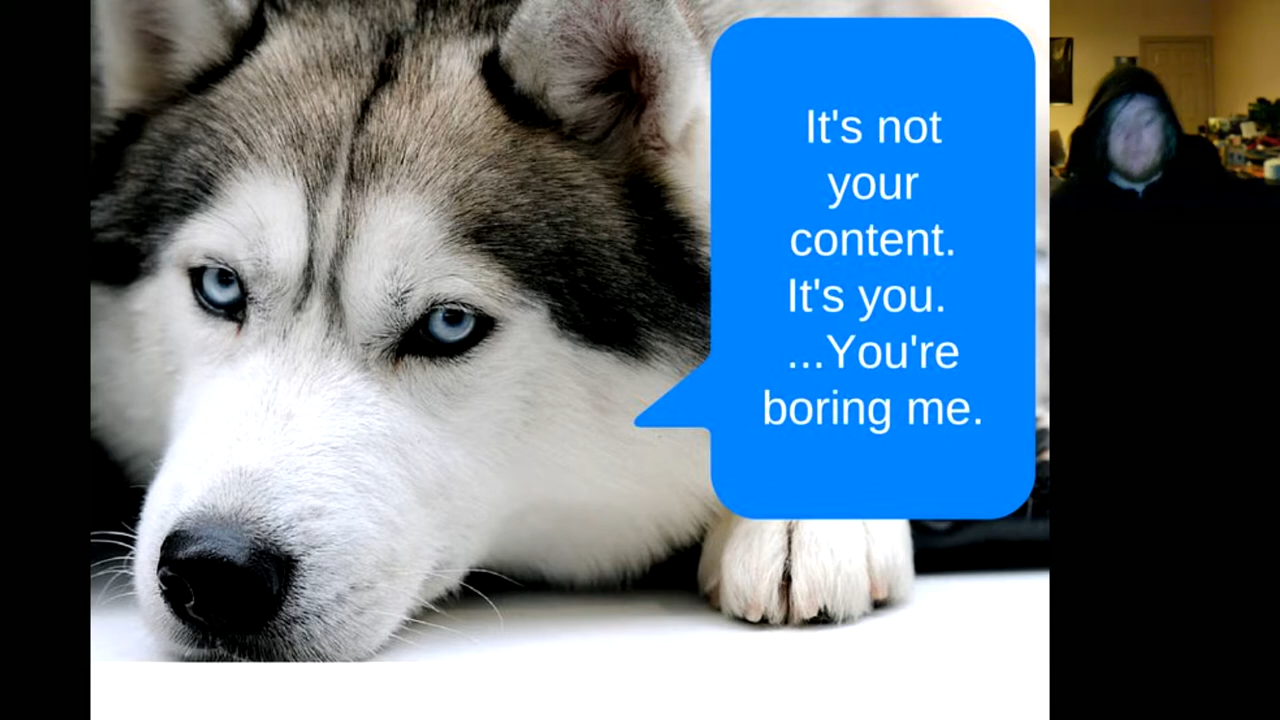 It's not
your
content.
It's you.
...You're
boring me.